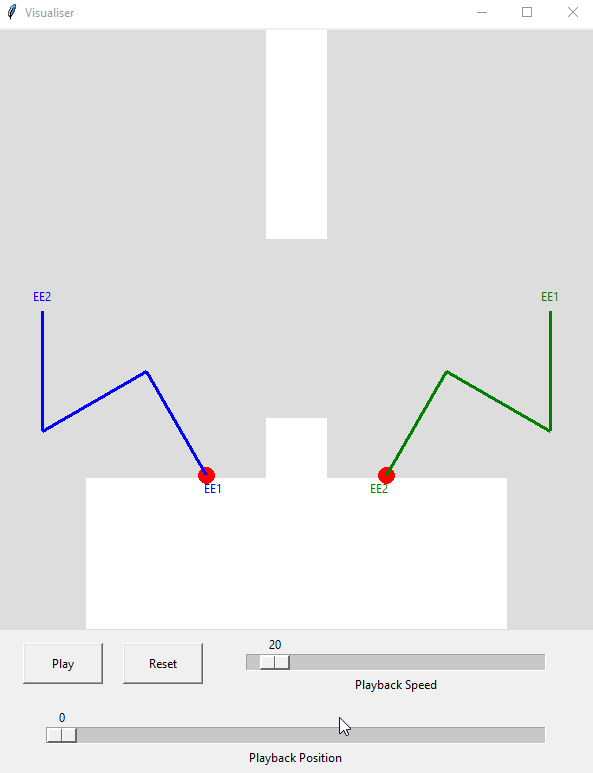 Visualiser
EE2
EE1
EE1
EE2
Play
Reset
20
Playback Speed
0
Playback Position